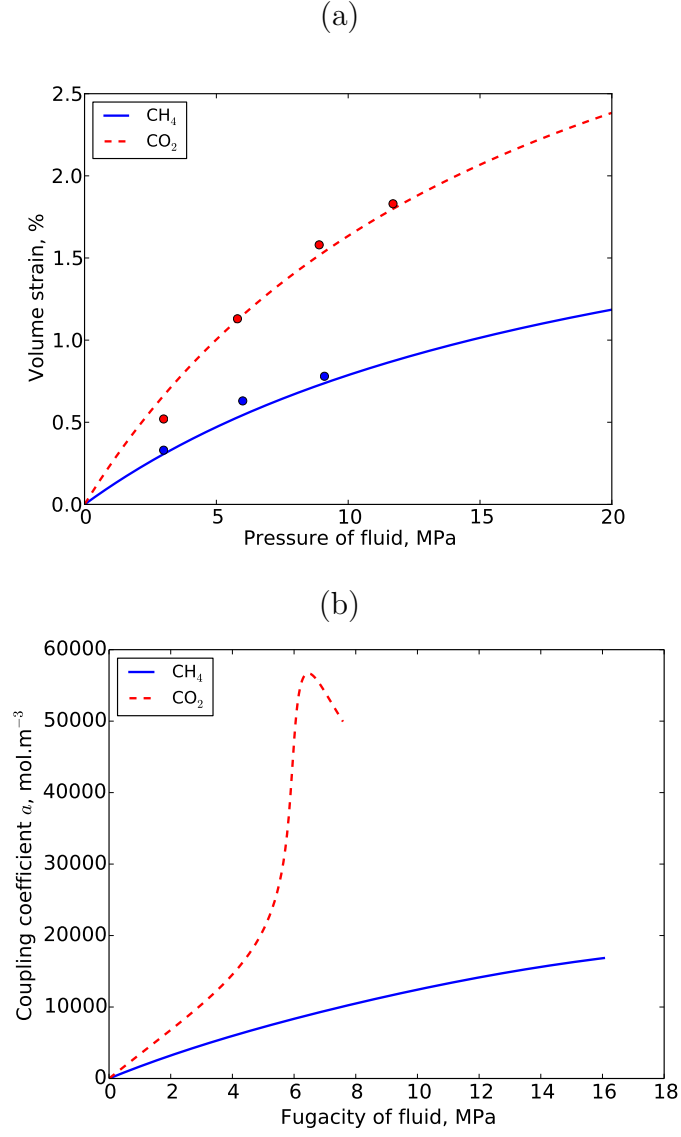 (a)
2.5
2.0
1.5
1.0
0.5
0.0
CH₄
CO₂
Volume strain, %
0 5 10 15 20
Pressure of fluid, MPa
(b)
60000
50000
40000
30000
20000
10000
0
CH₄
CO₂
Coupling coefficient a, mol.m⁻³
0 2 4 6 8 10 12 14 16 18
Fugacity of fluid, MPa